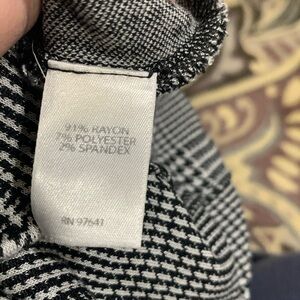 91% RAYON
7% POLYESTER
2% SPANDEX
RN 97641